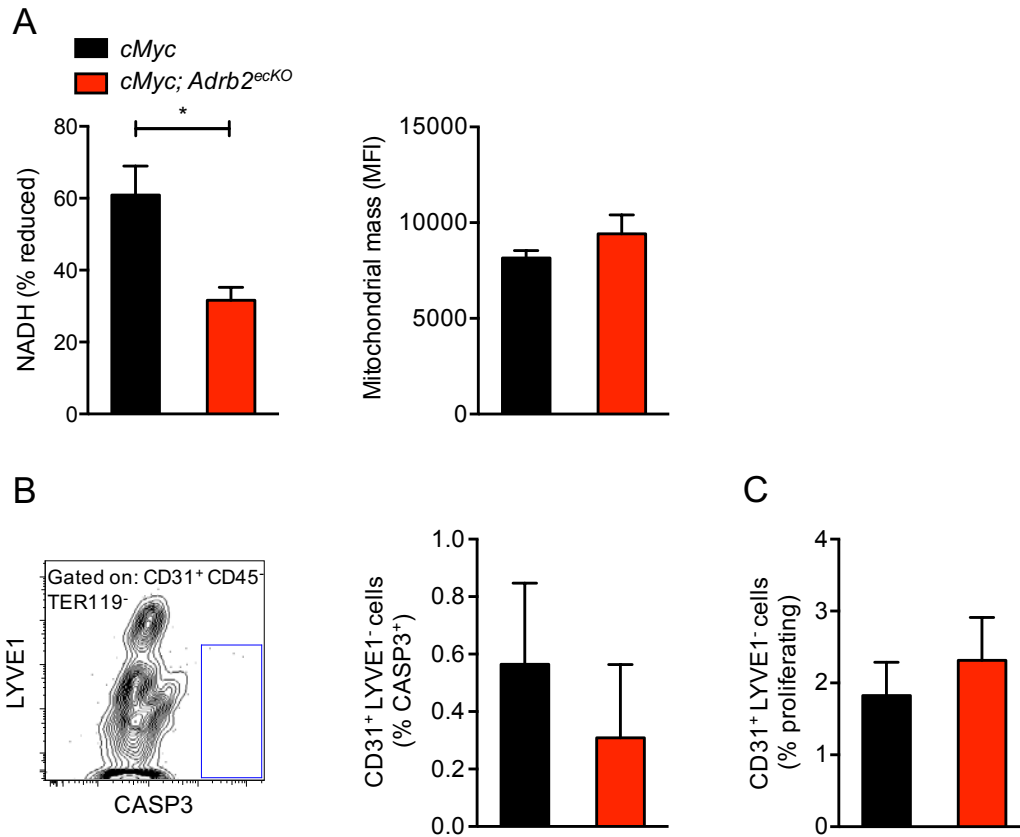 A
cMyc
cMyc; Adrb2ecKO
*
NADH (% reduced)
80
60
40
20
0
Mitochondrial mass (MFI)
15000
10000
5000
0
B
Gated on: CD31+ CD45-
TER119-
LYVE1
CASP3
CD31+ LYVE1- cells
(% CASP3+)
1.0
0.8
0.6
0.4
0.2
0.0
C
CD31+ LYVE1- cells
(% proliferating)
4
3
2
1
0